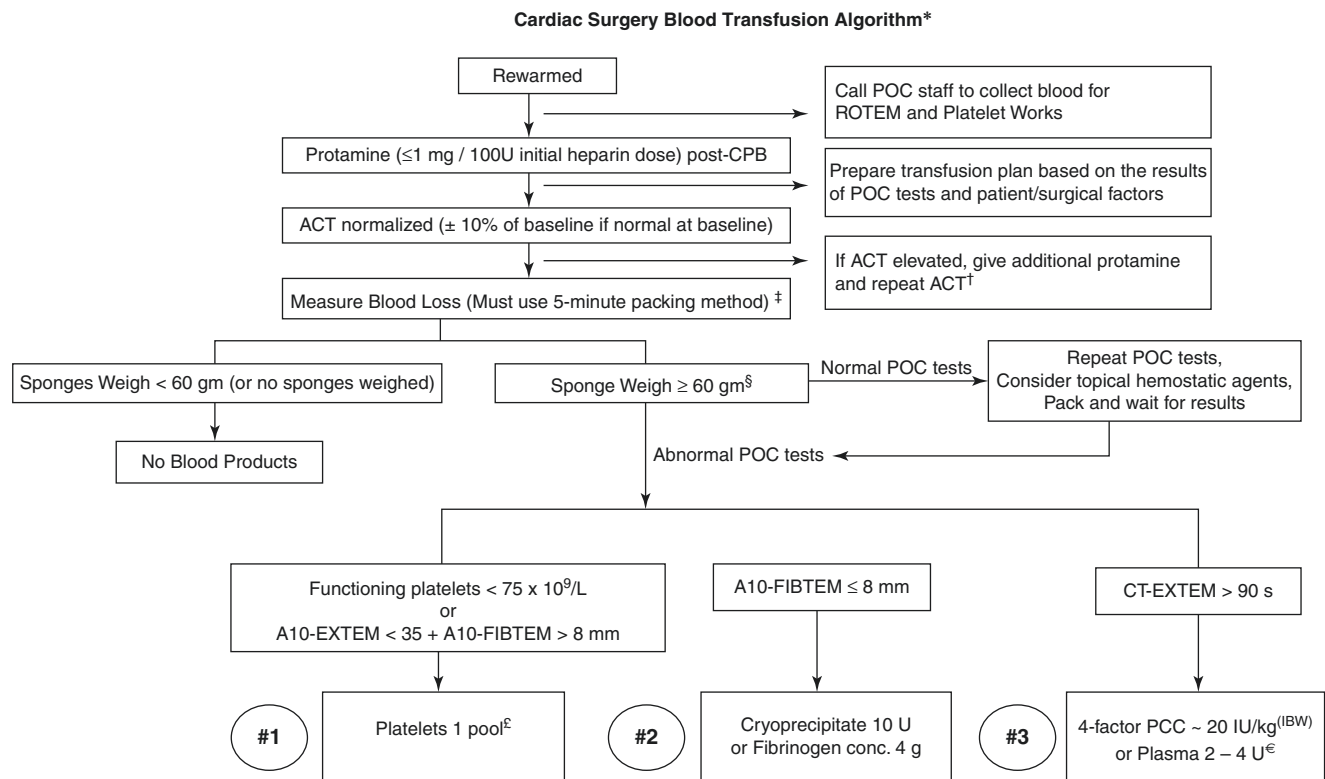 Cardiac Surgery Blood Transfusion Algorithm*
Rewarmed
Call POC staff to collect blood for
ROTEM and Platelet Works
Protamine (≤1 mg / 100U initial heparin dose) post-CPB
Prepare transfusion plan based on the results
of POC tests and patient/surgical factors
ACT normalized (± 10% of baseline if normal at baseline)
If ACT elevated, give additional protamine
and repeat ACT†
Measure Blood Loss (Must use 5-minute packing method) ‡
Sponges Weigh < 60 gm (or no sponges weighed)
Sponge Weigh ≥ 60 gm§
Normal POC tests
Repeat POC tests,
Consider topical hemostatic agents,
Pack and wait for results
No Blood Products
Abnormal POC tests
Functioning platelets < 75 x 10⁹/L
or
A10-EXTEM < 35 + A10-FIBTEM > 8 mm
A10-FIBTEM ≤ 8 mm
CT-EXTEM > 90 s
#1
Platelets 1 pool£
#2
Cryoprecipitate 10 U
or Fibrinogen conc. 4 g
#3
4-factor PCC ~ 20 IU/kg(IBW)
or Plasma 2 – 4 U€